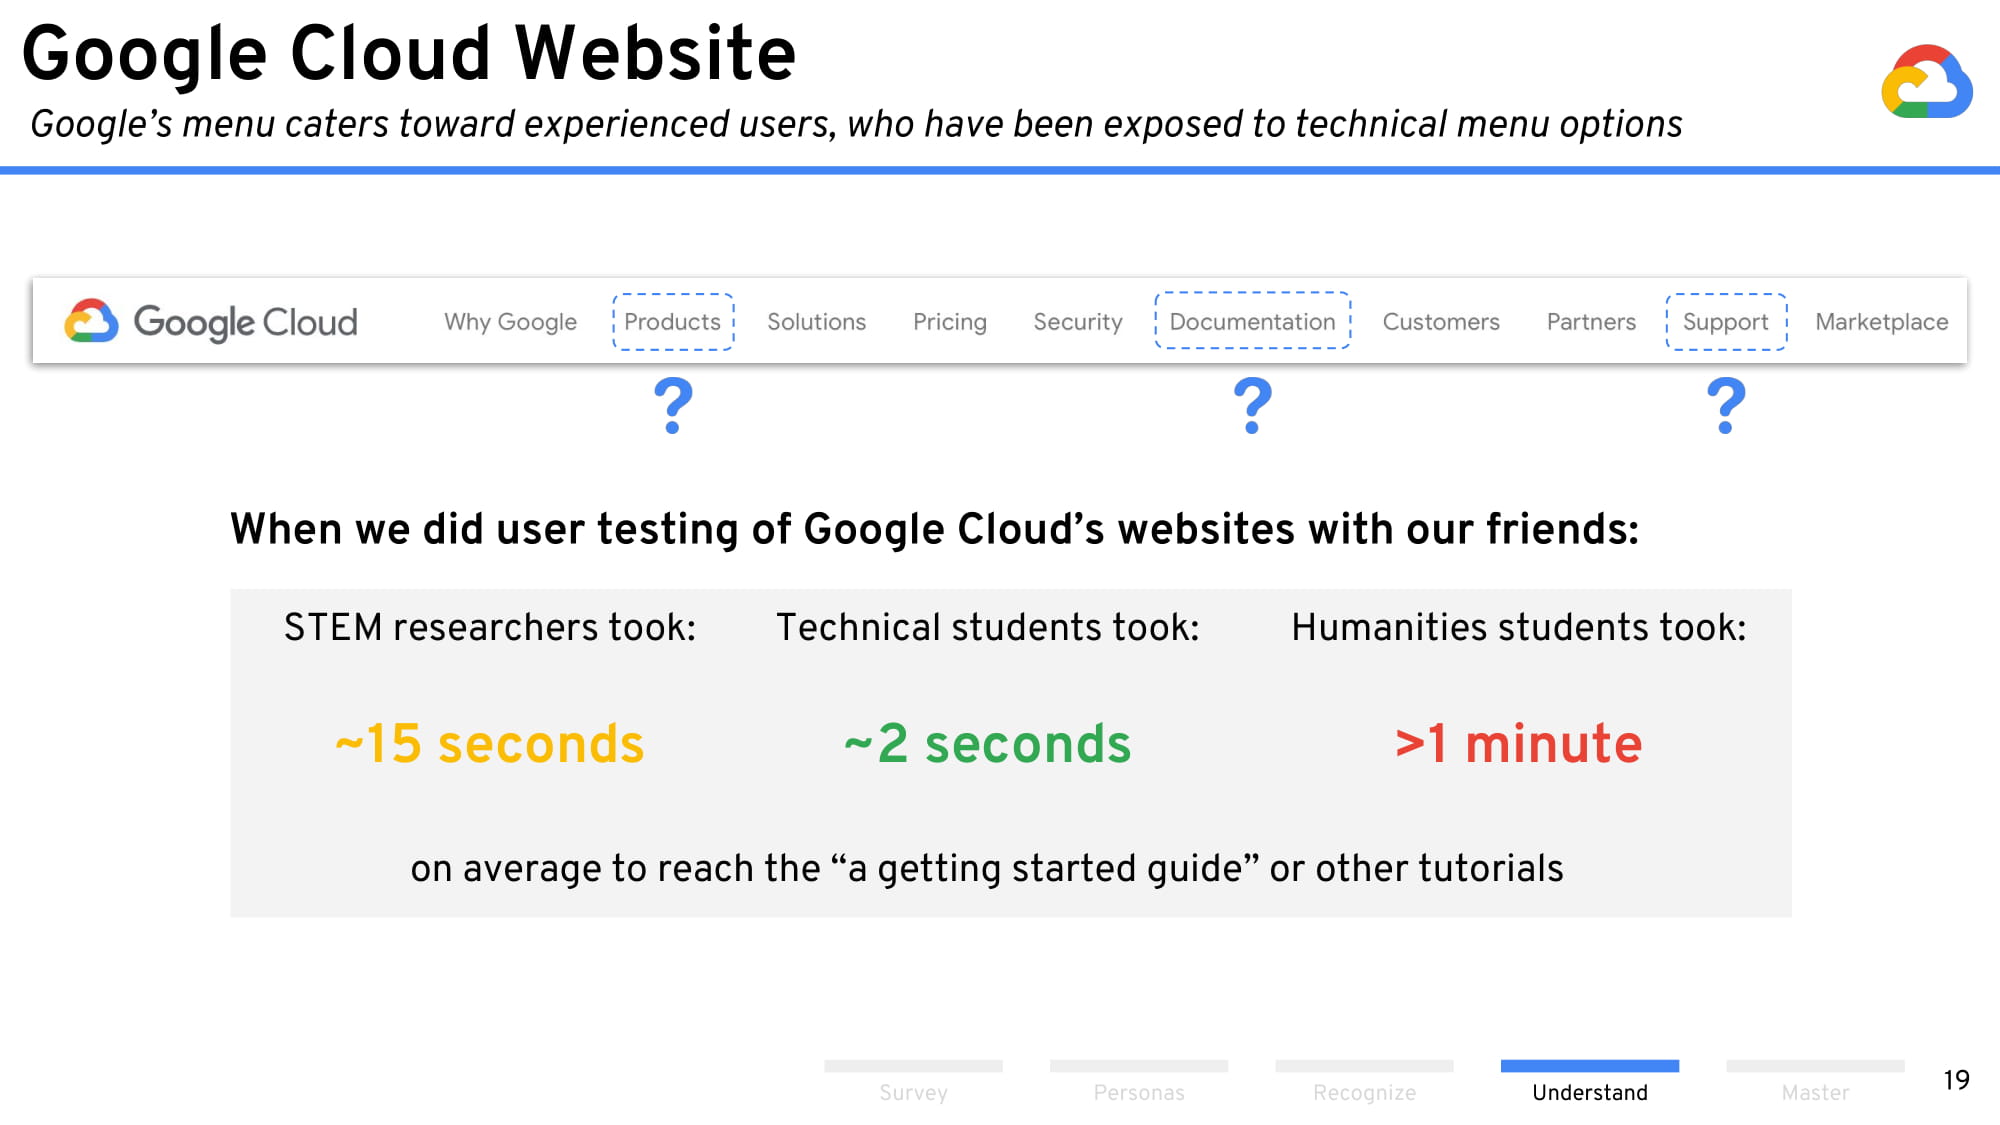 Google Cloud Website
Google’s menu caters toward experienced users, who have been exposed to technical menu options
Google Cloud Why Google Products Solutions Pricing Security Documentation Customers Partners Support Marketplace
? ? ?
When we did user testing of Google Cloud’s websites with our friends:
STEM researchers took: Technical students took: Humanities students took:
~15 seconds ~2 seconds >1 minute
on average to reach the “a getting started guide” or other tutorials
Survey Personas Recognize Understand Master 19